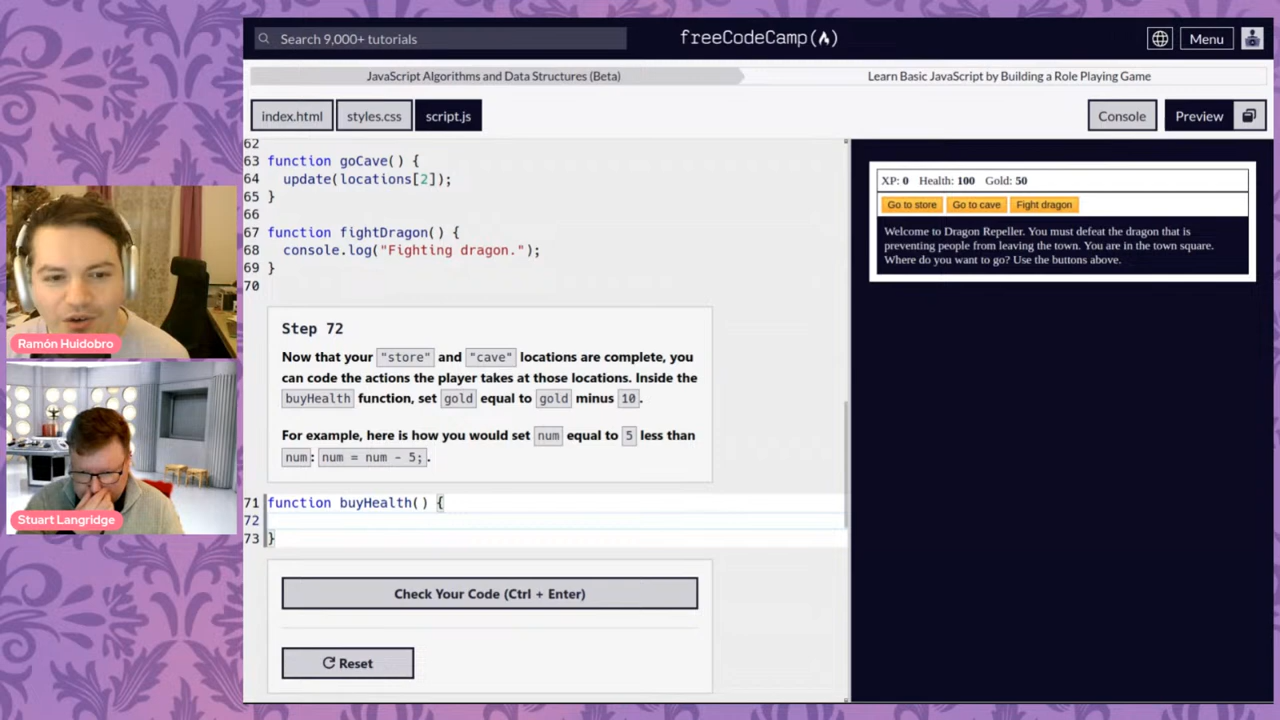 Search 9,000+ tutorials
freeCodeCamp
Menu
JavaScript Algorithms and Data Structures (Beta)
Learn Basic JavaScript by Building a Role Playing Game
index.html
styles.css
script.js
Console
Preview
62
63 function goCave() {
64 update(locations[2]);
65 }
66
67 function fightDragon() {
68 console.log("Fighting dragon.");
69 }
70
Step 72
Now that your "store" and "cave" locations are complete, you
can code the actions the player takes at those locations. Inside the
buyHealth function, set gold equal to gold minus 10.
For example, here is how you would set num equal to 5 less than
num: num = num - 5;.
71 function buyHealth() {
72
73 }
Check Your Code (Ctrl + Enter)
Reset
XP: 0 Health: 100 Gold: 50
Go to store Go to cave Fight dragon
Welcome to Dragon Repeller. You must defeat the dragon that is
preventing people from leaving the town. You are in the town square.
Where do you want to go? Use the buttons above.
Ramón Huidobro
Stuart Langridge